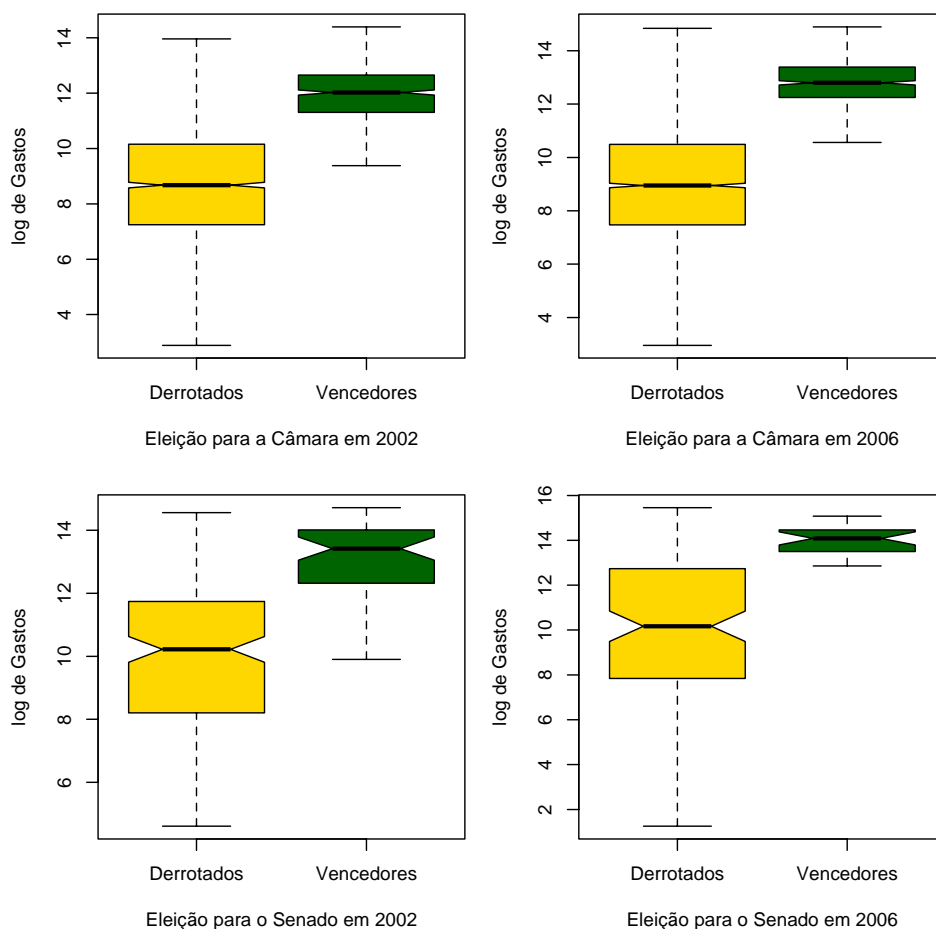 14
12
10
8
6
4
log de Gastos
Derrotados Vencedores
Eleição para a Câmara em 2002
14
12
10
8
6
4
log de Gastos
Derrotados Vencedores
Eleição para a Câmara em 2006
14
12
10
8
6
log de Gastos
Derrotados Vencedores
Eleição para o Senado em 2002
16
14
12
10
8
6
4
2
log de Gastos
Derrotados Vencedores
Eleição para o Senado em 2006